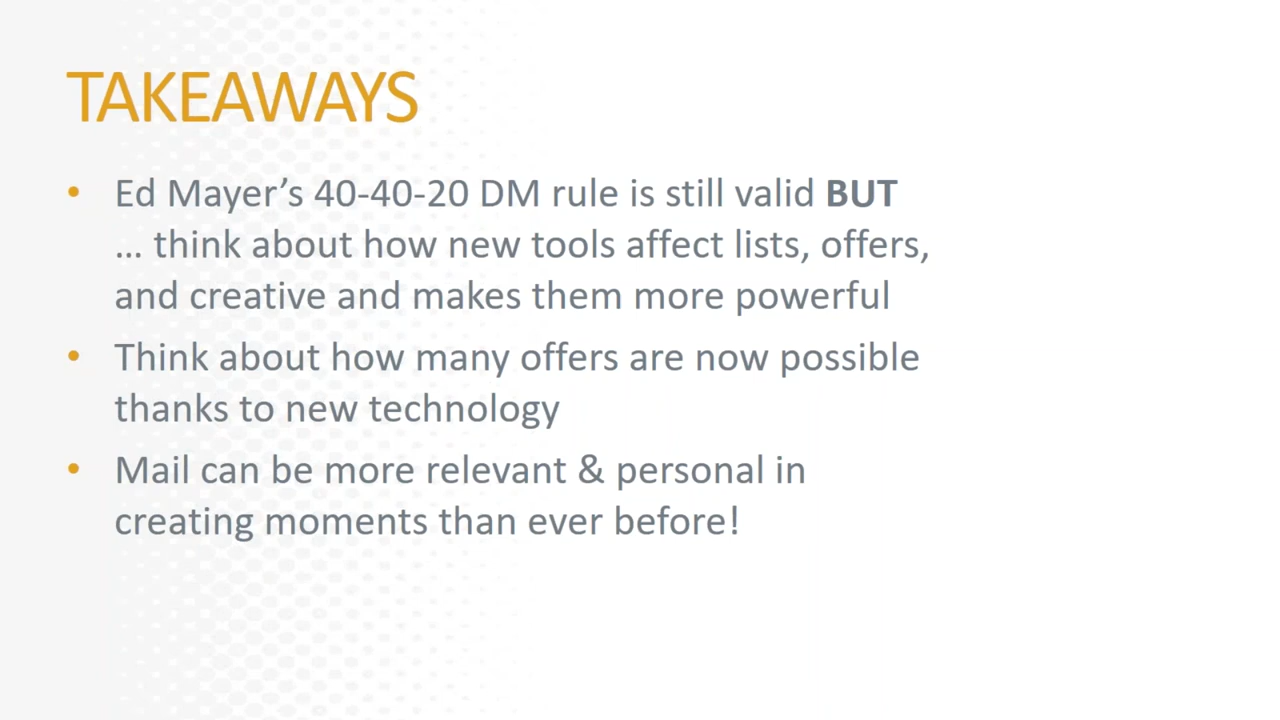 TAKEAWAYS
• Ed Mayer’s 40-40-20 DM rule is still valid BUT
... think about how new tools affect lists, offers,
and creative and makes them more powerful
• Think about how many offers are now possible
thanks to new technology
• Mail can be more relevant & personal in
creating moments than ever before!